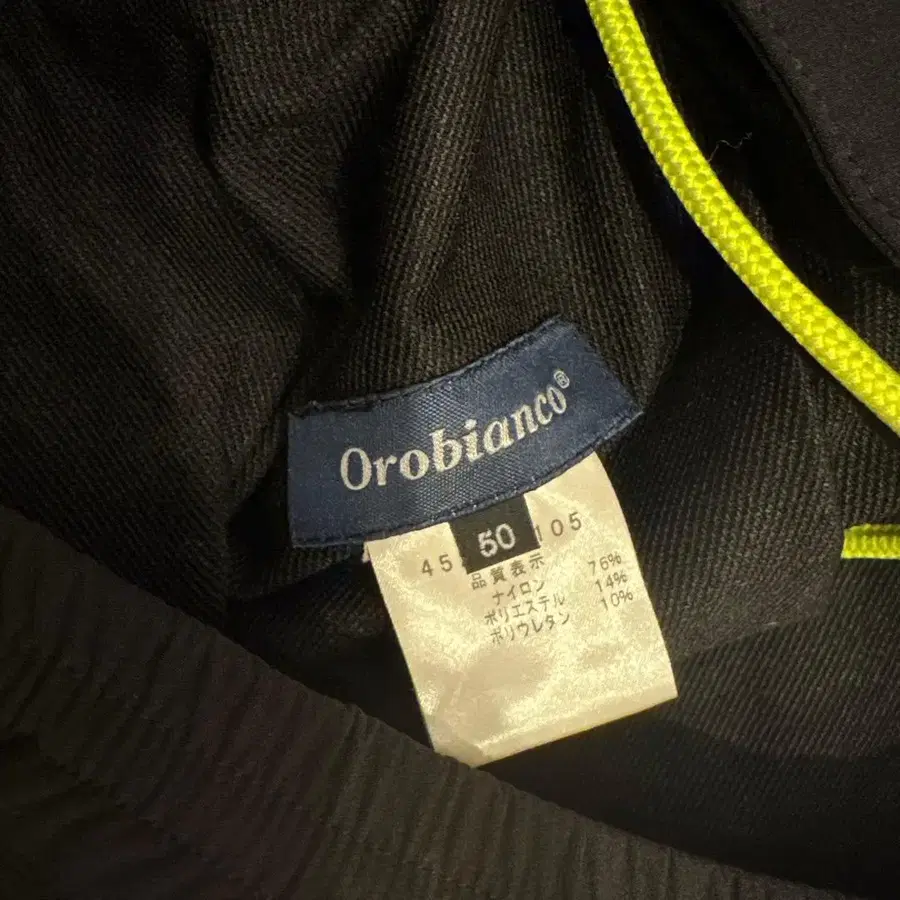 Orobianco®
50
45 105
品質表示
ナイロン 76%
ポリエステル 14%
ポリウレタン 10%